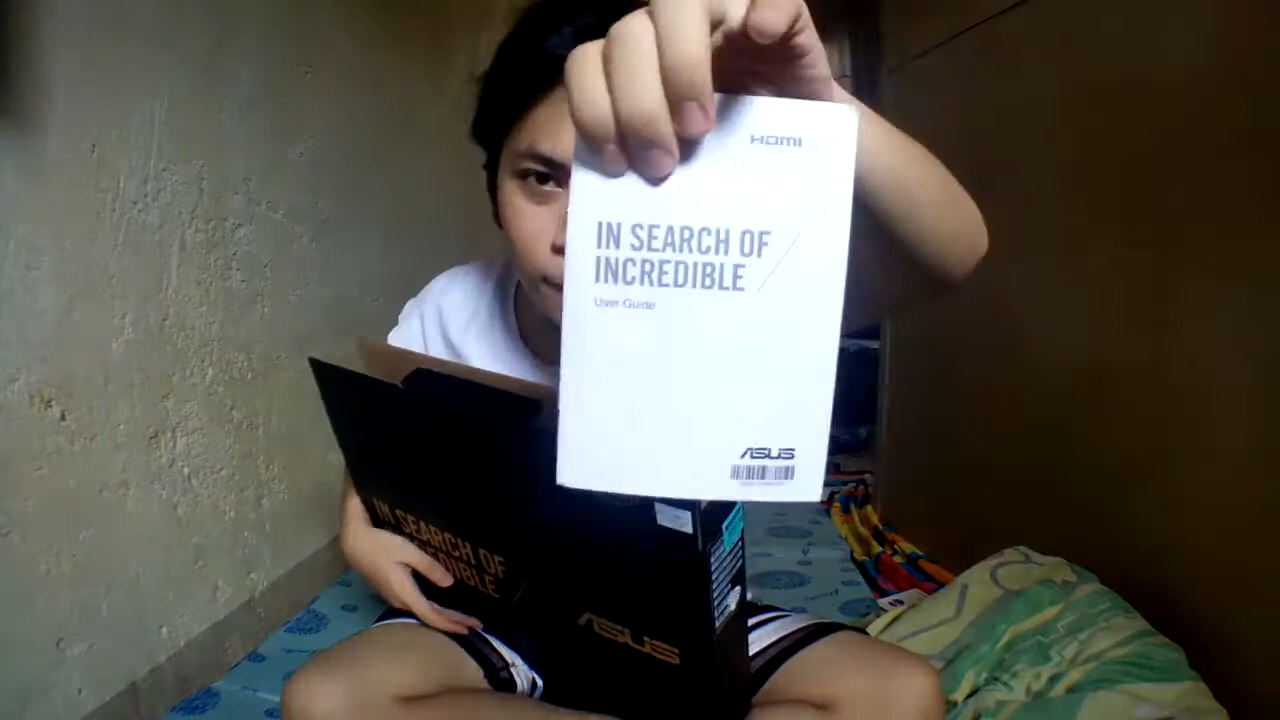 HDMI
IN SEARCH OF
INCREDIBLE
User Guide
ASUS
IN SEARCH OF
INCREDIBLE
ASUS